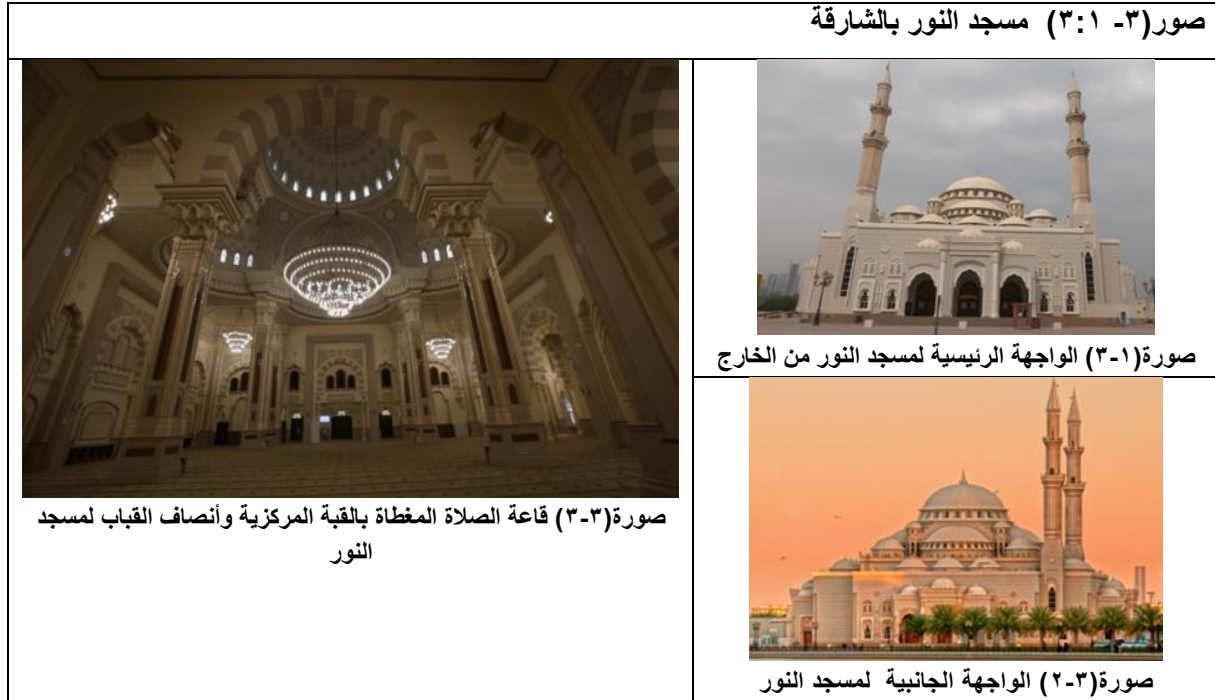 صور(٣- ١:٣) مسجد النور بالشارقة
صورة(١-٣) الواجهة الرئيسية لمسجد النور من الخارج
صورة(٣-٢) الواجهة الجانبية لمسجد النور
صورة(٣-٣) قاعة الصلاة المغطاة بالقبة المركزية وأنصاف القباب لمسجد
النور